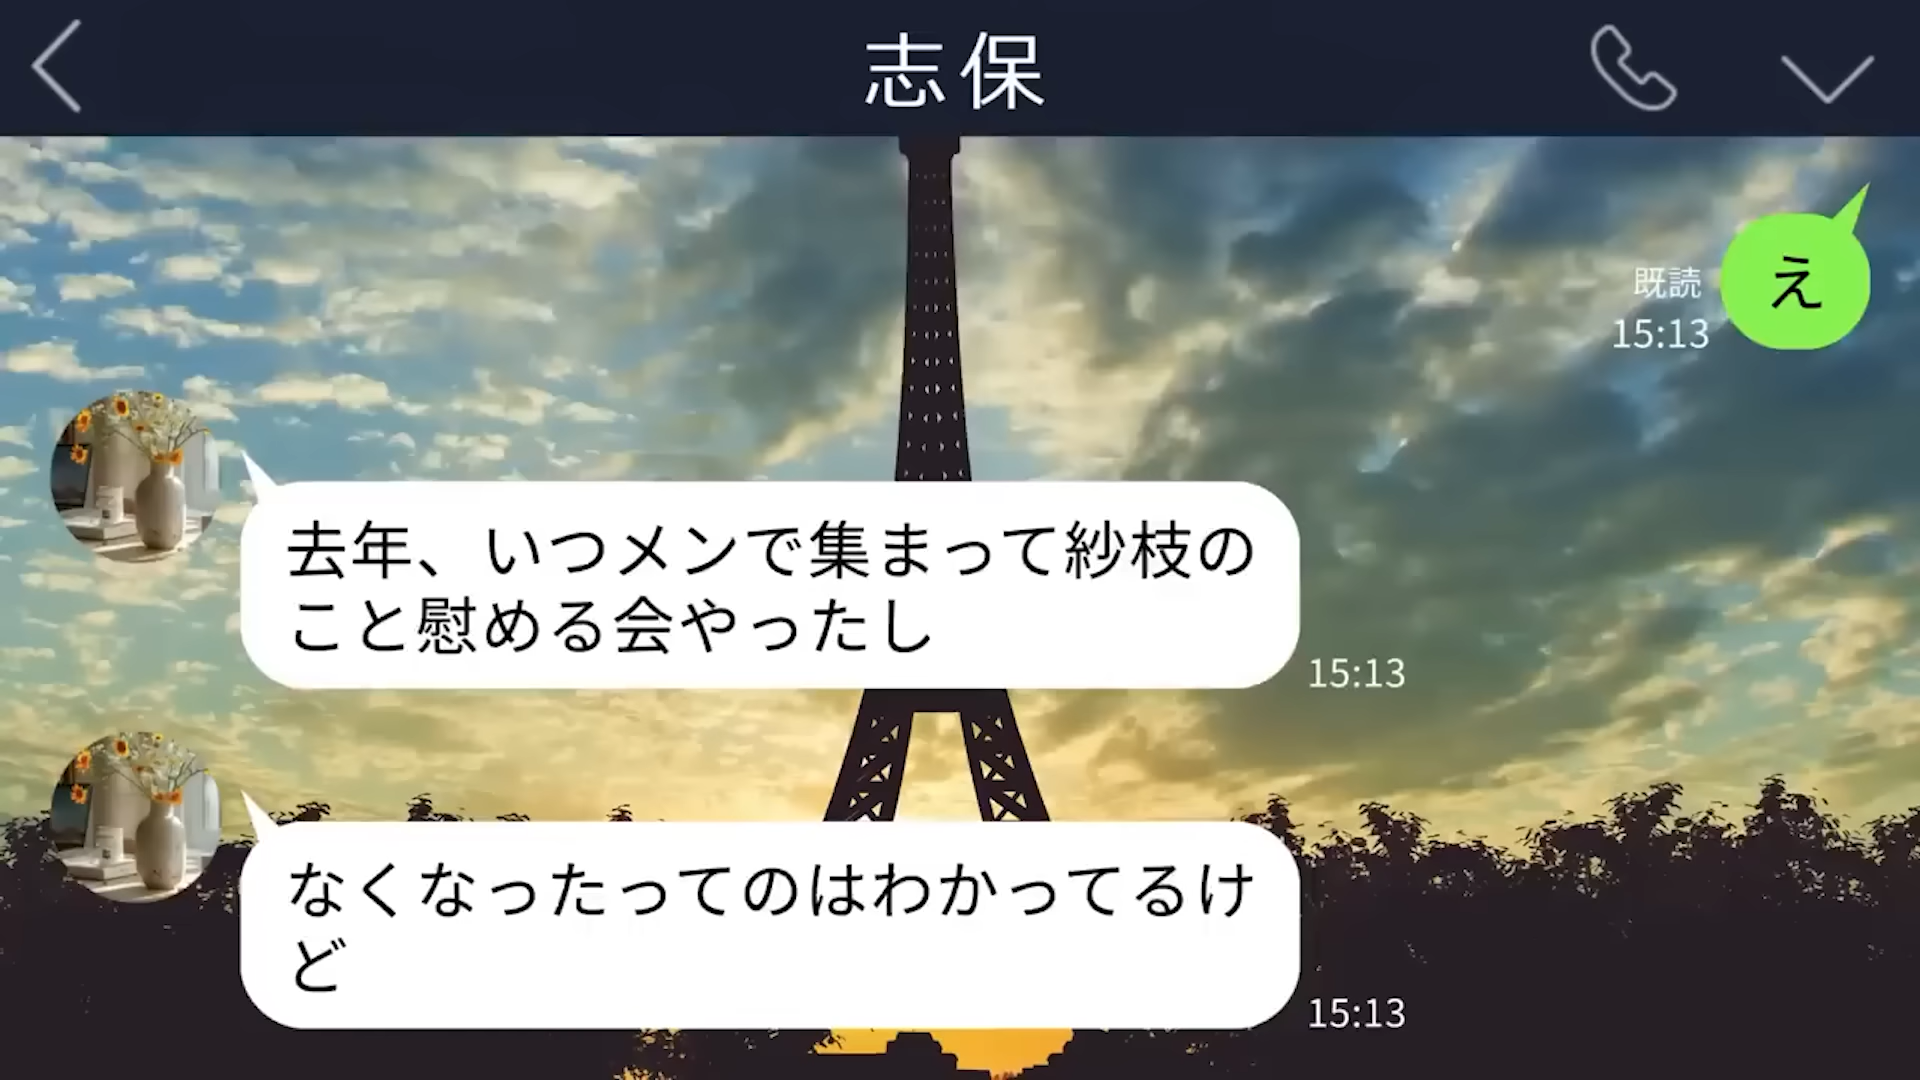 志保
え
既読
15:13
去年、いつメンで集まって紗枝の
こと慰める会やったし
15:13
なくなったってのはわかってるけ
ど
15:13